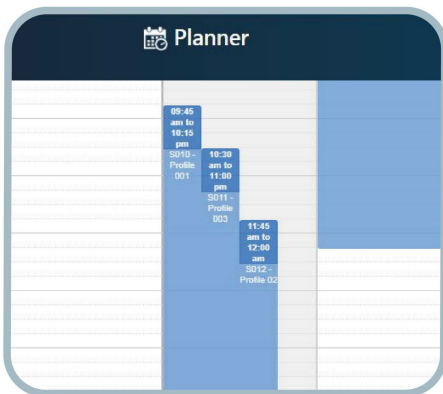 Planner
09:45
am to
10:15
pm
S010 -
Profile
001
10:30
am to
11:00
pm
S011 -
Profile
003
11:45
am to
12:00
am
S012 -
Profile 02